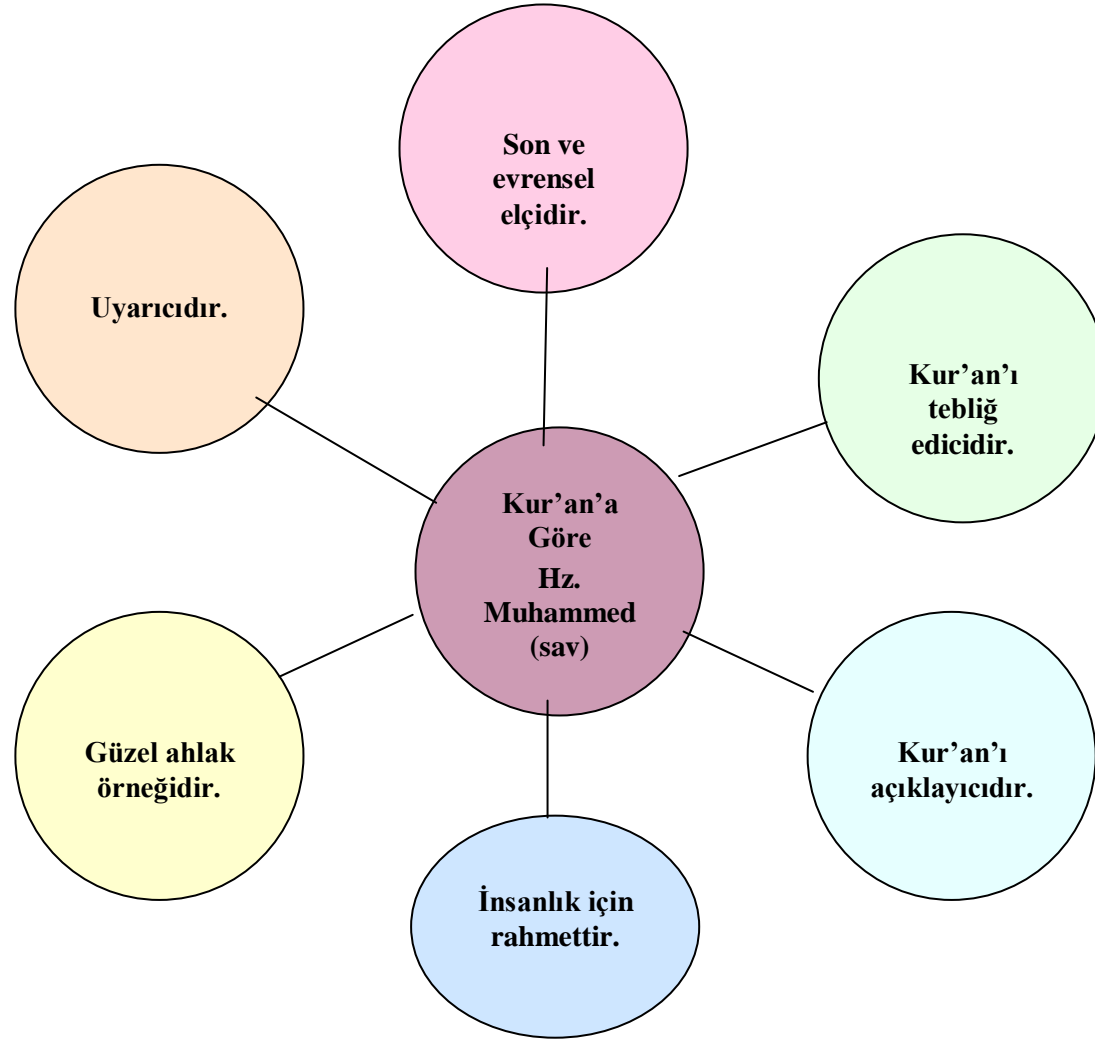 Son ve
evrensel
elçidir.
Uyarıcıdır.
Kur’an’ı
tebliğ
edicidir.
Kur’an’a
Göre
Hz.
Muhammed
(sav)
Güzel ahlak
örneğidir.
Kur’an’ı
açıklayıcıdır.
İnsanlık için
rahmettir.